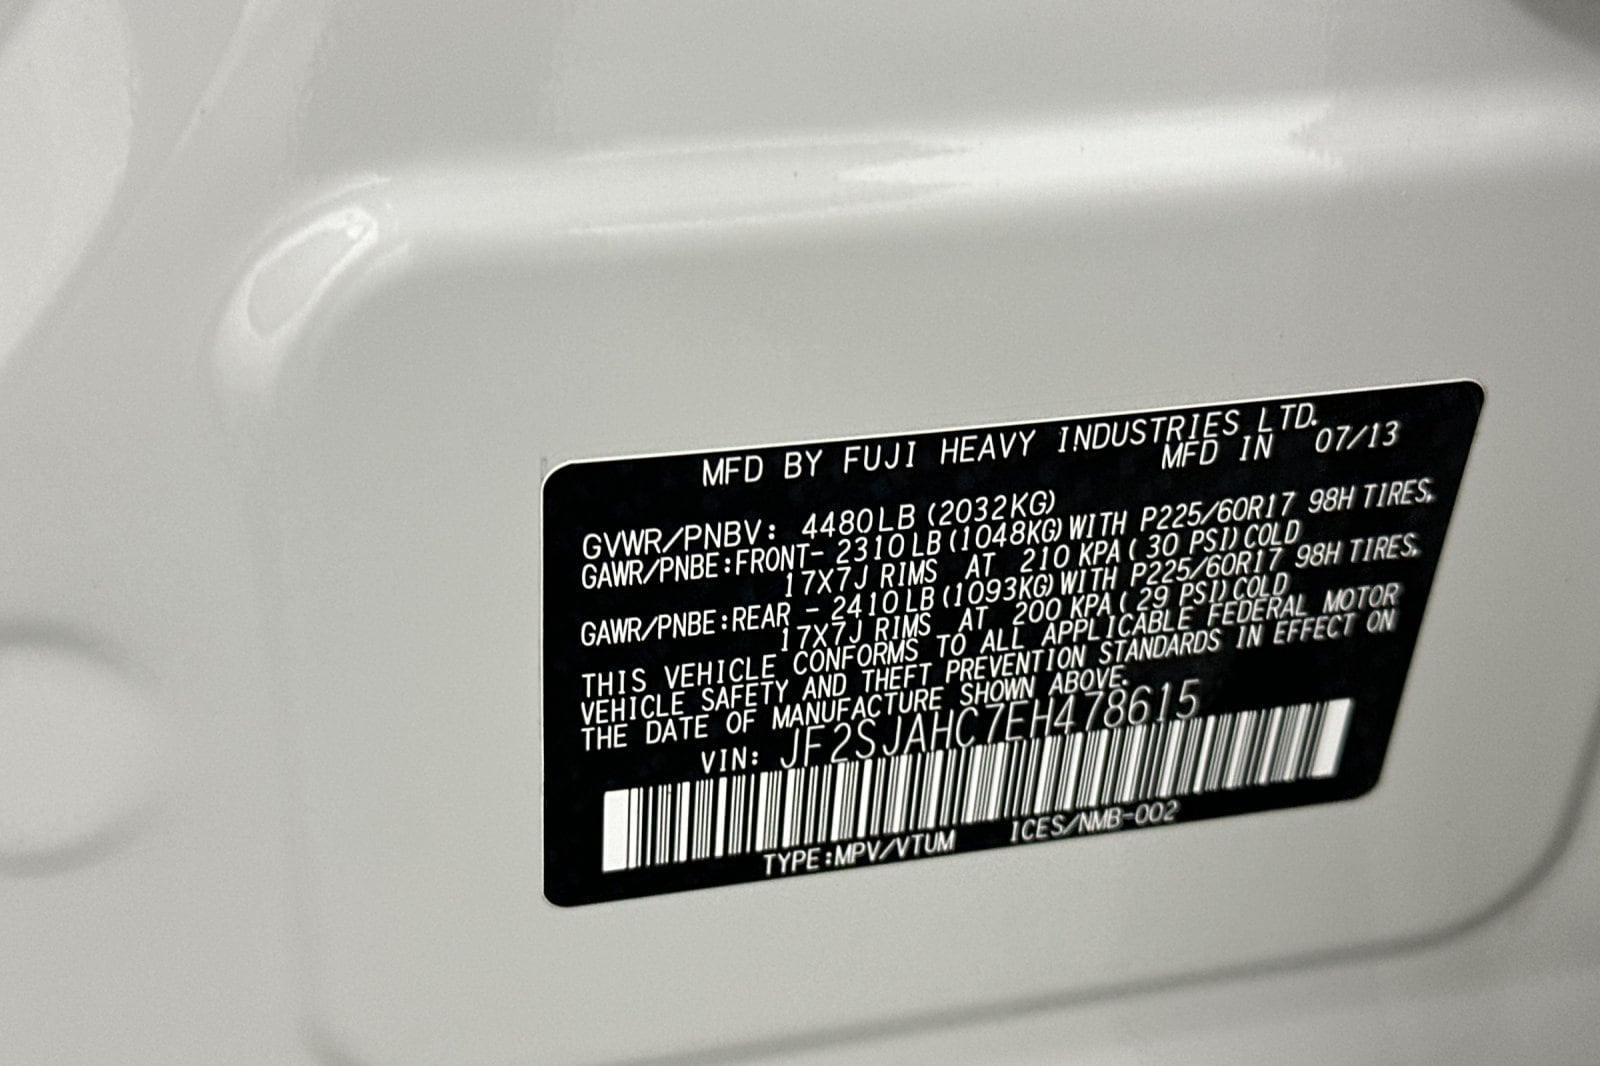 MFD BY FUJI HEAVY INDUSTRIES LTD.
MFD IN 07/13
GVWR/PNBV: 4480LB (2032KG)
GAWR/PNBE:FRONT- 2310LB (1048KG) WITH P225/60R17 98H TIRES,
17X7J RIMS AT 210 KPA ( 30 PSI) COLD
GAWR/PNBE:REAR - 2410LB (1093KG) WITH P225/60R17 98H TIRES,
17X7J RIMS AT 200 KPA ( 29 PSI) COLD
THIS VEHICLE CONFORMS TO ALL APPLICABLE FEDERAL MOTOR
VEHICLE SAFETY AND THEFT PREVENTION STANDARDS IN EFFECT ON
THE DATE OF MANUFACTURE SHOWN ABOVE.
VIN: JF2SJAHC7EH478615
TYPE:MPV/VTUM ICES/NMB-002